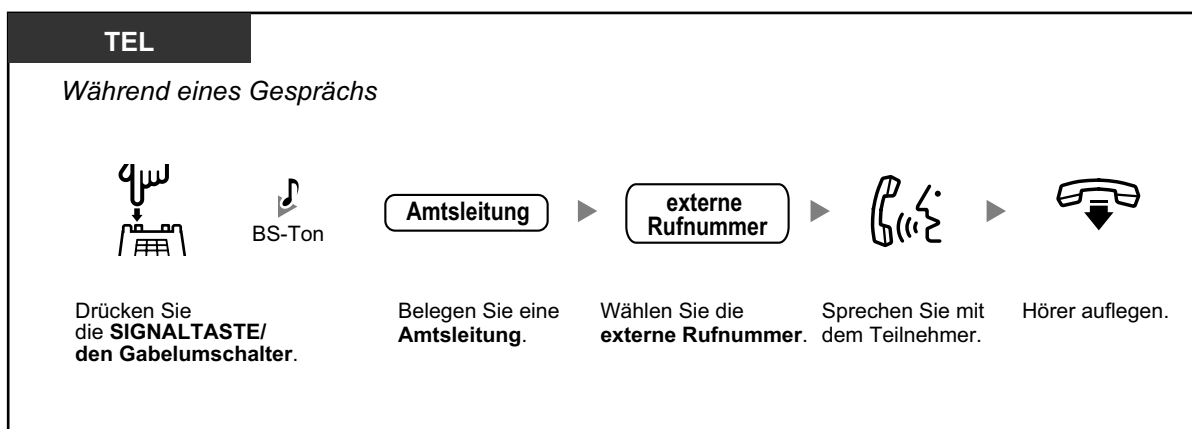 TEL
Während eines Gesprächs
BS-Ton
Amtsleitung
externe
Rufnummer
Drücken Sie
die SIGNALTASTE/
den Gabelumschalter.
Belegen Sie eine
Amtsleitung.
Wählen Sie die
externe Rufnummer.
Sprechen Sie mit
dem Teilnehmer.
Hörer auflegen.